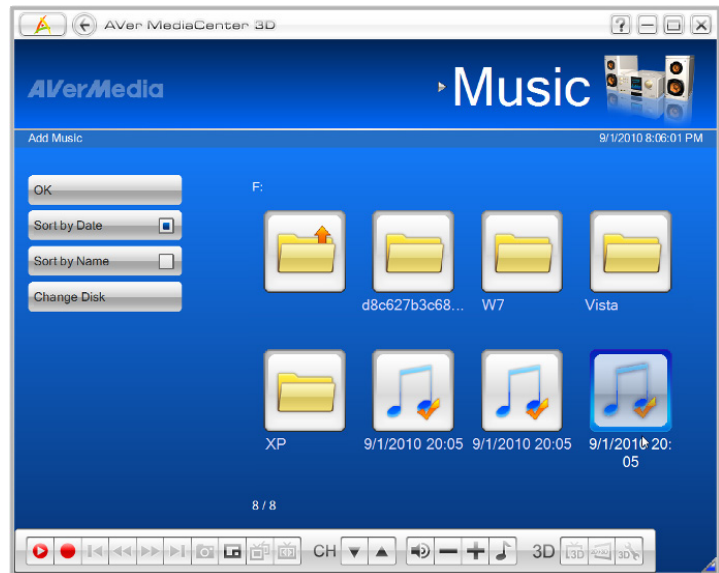 AVer MediaCenter 3D
AVerMedia
Music
Add Music
9/1/2010 8:06:01 PM
OK
F:
Sort by Date
Sort by Name
Change Disk
d8c627b3c68...
W7
Vista
XP
9/1/2010 20:05
9/1/2010 20:05
9/1/2010 20:
05
8 / 8
CH
3D